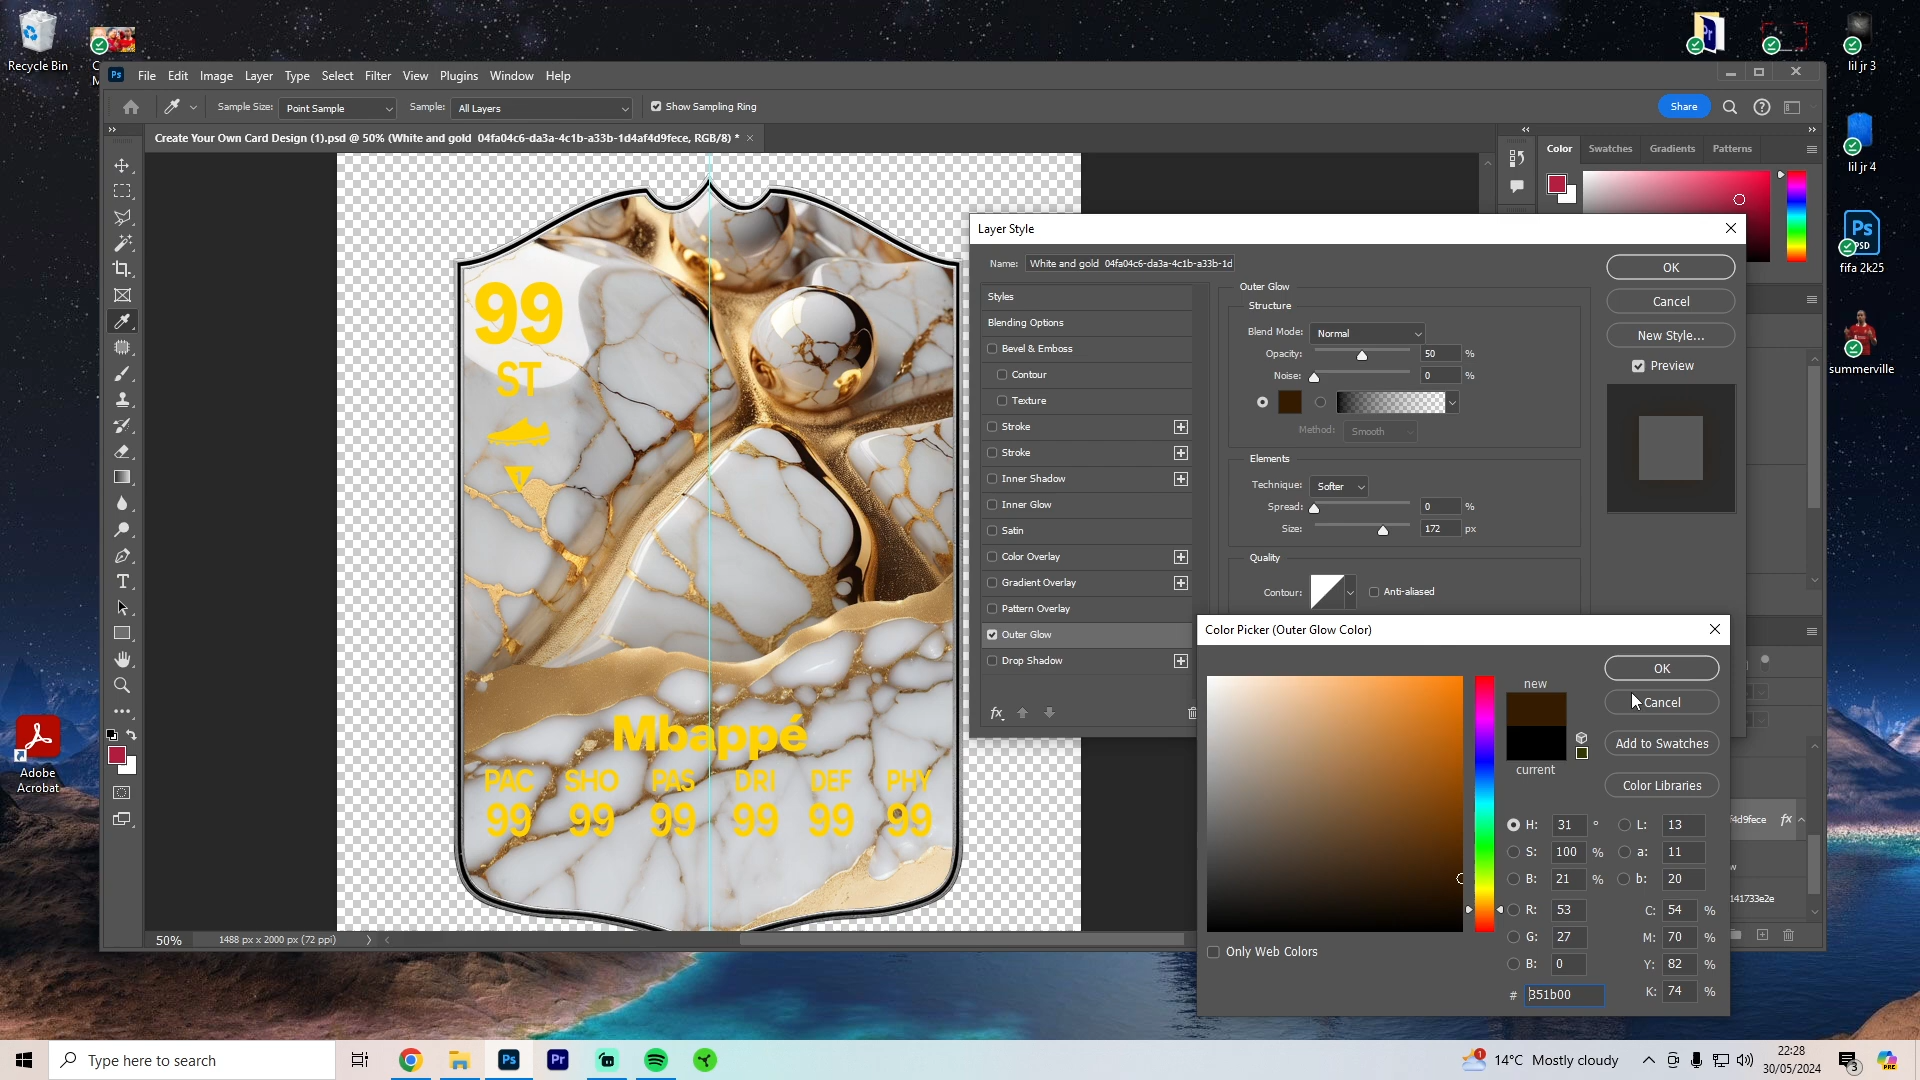 Recycle Bin
lil jr 3
lil jr 4
fifa 2k25
summerville
Adobe
Acrobat
File Edit Image Layer Type Select Filter View Plugins Window Help
Sample Size: Point Sample Sample: All Layers Show Sampling Ring
Share
Create Your Own Card Design (1).psd @ 50% (White and gold 04fa04c6-da3a-4c1b-a33b-1d4af4d9fece, RGB/8) *
Color Swatches Gradients Patterns
99
ST
Mbappé
PAC SHO PAS DRI DEF PHY
99 99 99 99 99 99
50% 1488 px x 2000 px (72 ppi)
Layer Style
Name: White and gold 04fa04c6-da3a-4c1b-a33b-1d
Styles
Blending Options
Bevel & Emboss
Contour
Texture
Stroke
Stroke
Inner Shadow
Inner Glow
Satin
Color Overlay
Gradient Overlay
Pattern Overlay
Outer Glow
Drop Shadow
fx
Outer Glow
Structure
Blend Mode: Normal
Opacity: 50 %
Noise: 0 %
Method: Smooth
Elements
Technique: Softer
Spread: 0 %
Size: 172 px
Quality
Contour: Anti-aliased
OK
Cancel
New Style...
Preview
Color Picker (Outer Glow Color)
new
current
OK
Cancel
Add to Swatches
Color Libraries
H: 31 ° L: 13
S: 100 % a: 11
B: 21 % b: 20
R: 53 C: 54 %
G: 27 M: 70 %
B: 0 Y: 82 %
# 351b00 K: 74 %
Only Web Colors
f4d9fece fx
141733e2e
Type here to search
14°C Mostly cloudy
22:28
30/05/2024